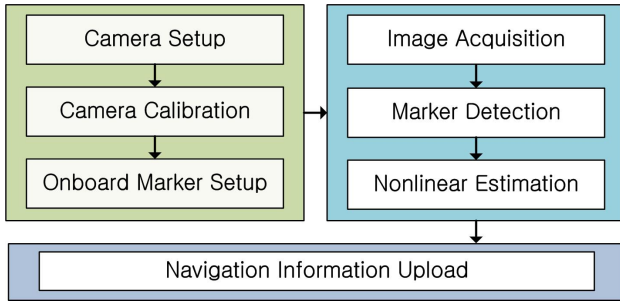 Camera Setup
Camera Calibration
Onboard Marker Setup
Image Acquisition
Marker Detection
Nonlinear Estimation
Navigation Information Upload